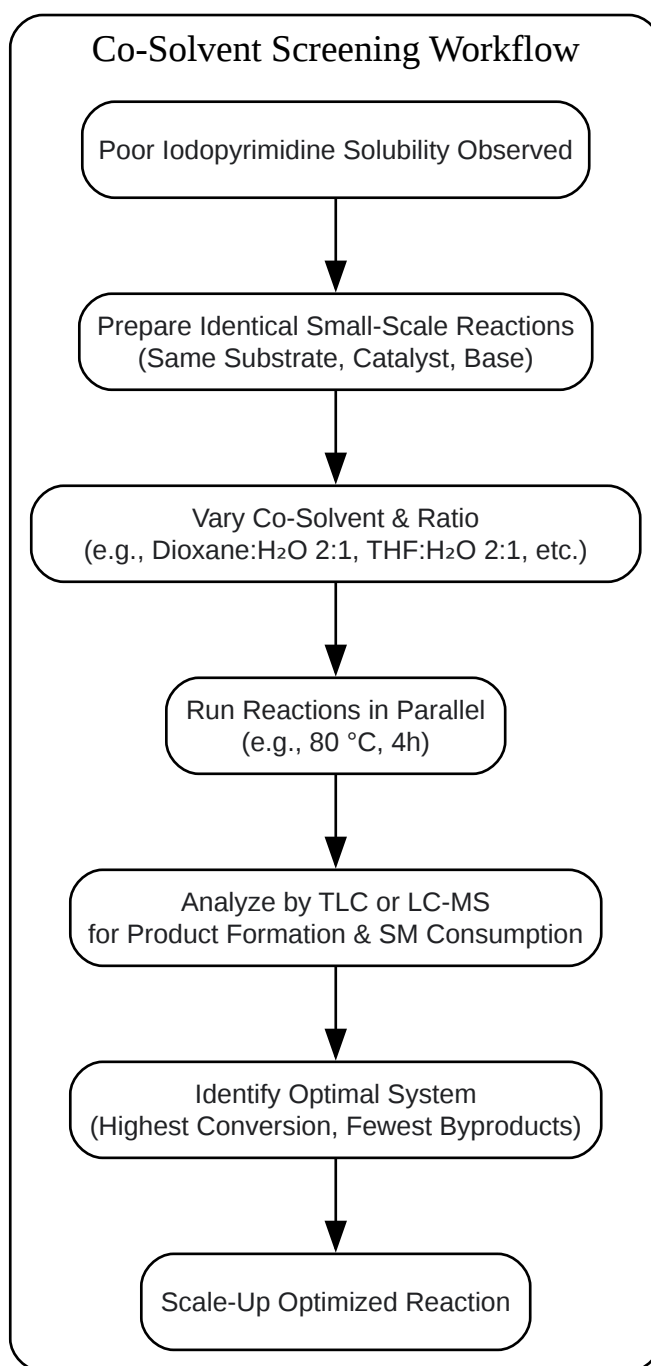 Co-Solvent Screening Workflow
Poor Iodopyrimidine Solubility Observed
Prepare Identical Small-Scale Reactions
(Same Substrate, Catalyst, Base)
Vary Co-Solvent & Ratio
(e.g., Dioxane:H₂O 2:1, THF:H₂O 2:1, etc.)
Run Reactions in Parallel
(e.g., 80 °C, 4h)
Analyze by TLC or LC-MS
for Product Formation & SM Consumption
Identify Optimal System
(Highest Conversion, Fewest Byproducts)
Scale-Up Optimized Reaction